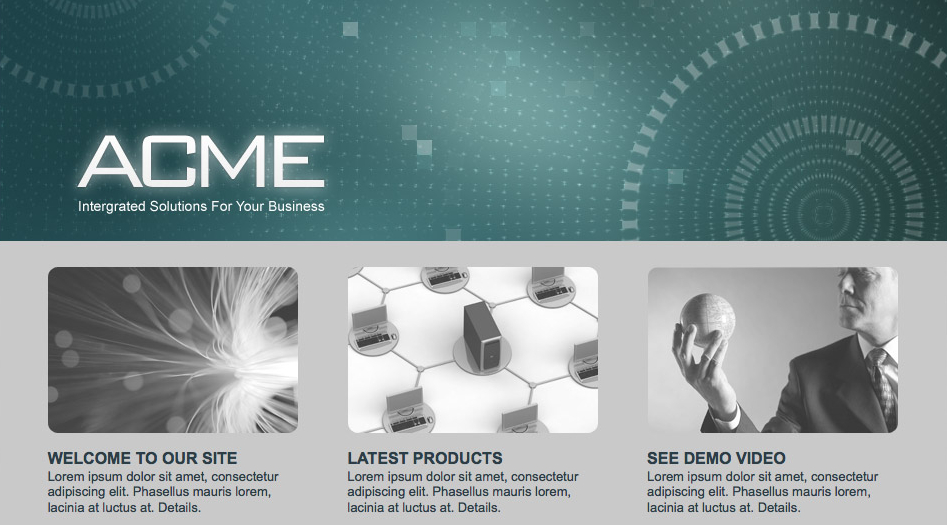 ACME
Intergrated Solutions For Your Business
WELCOME TO OUR SITE
Lorem ipsum dolor sit amet, consectetur
adipiscing elit. Phasellus mauris lorem,
lacinia at luctus at. Details.
LATEST PRODUCTS
Lorem ipsum dolor sit amet, consectetur
adipiscing elit. Phasellus mauris lorem,
lacinia at luctus at. Details.
SEE DEMO VIDEO
Lorem ipsum dolor sit amet, consectetur
adipiscing elit. Phasellus mauris lorem,
lacinia at luctus at. Details.